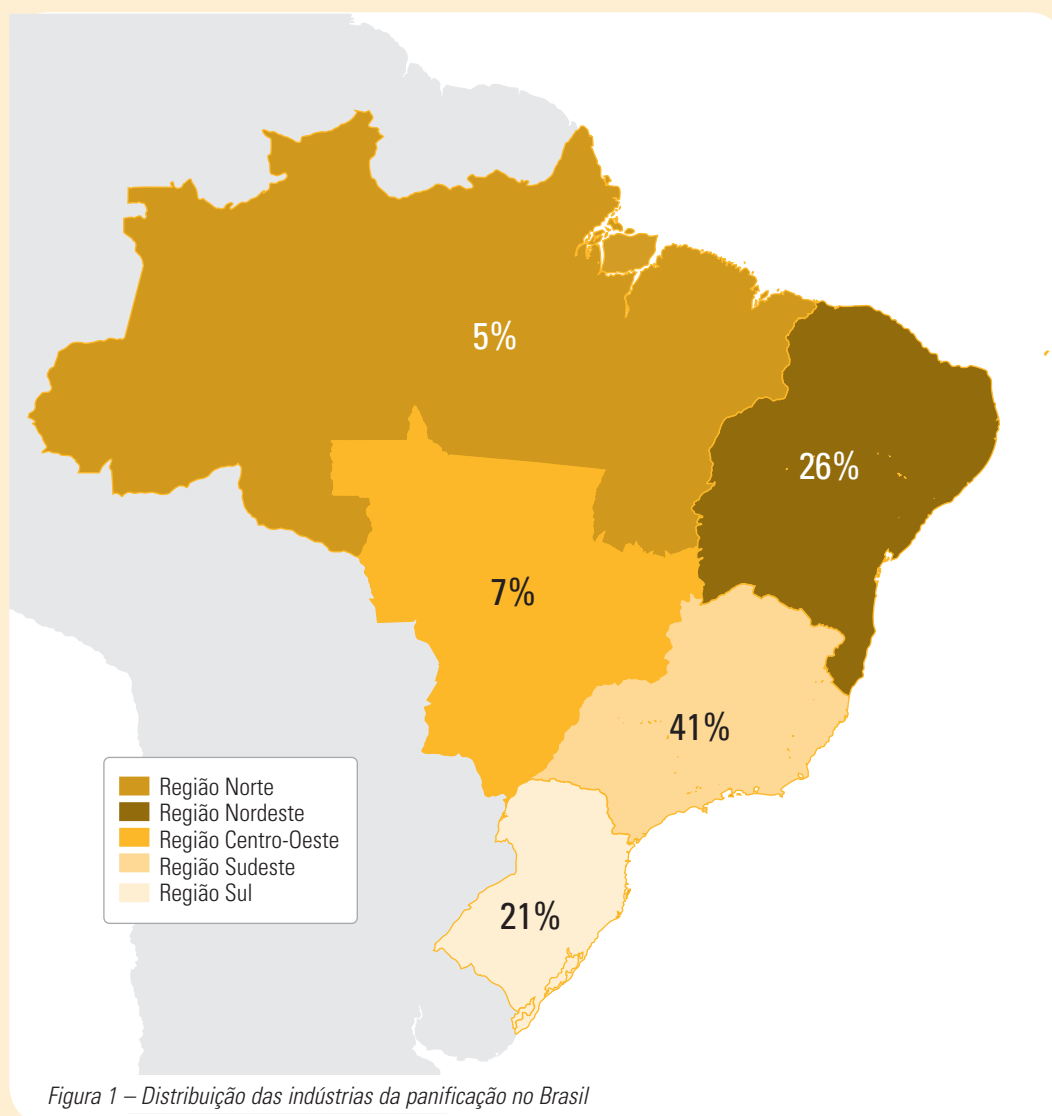 5%
26%
7%
41%
21%
Região Norte
Região Nordeste
Região Centro-Oeste
Região Sudeste
Região Sul
Figura 1 – Distribuição das indústrias da panificação no Brasil